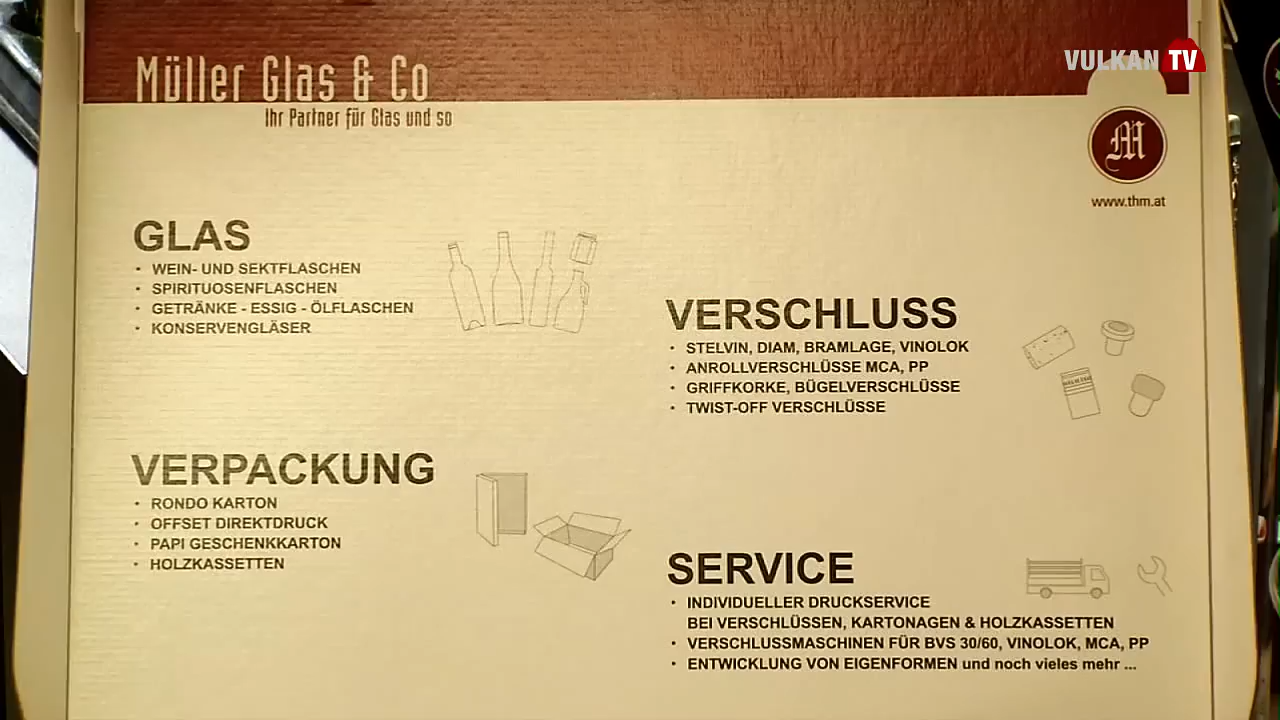 VULKAN TV
Müller Glas & Co
Ihr Partner für Glas und so
M
www.thm.at
GLAS
• WEIN- UND SEKTFLASCHEN
• SPIRITUOSENFLASCHEN
• GETRÄNKE - ESSIG - ÖLFLASCHEN
• KONSERVENGLÄSER
VERSCHLUSS
• STELVIN, DIAM, BRAMLAGE, VINOLOK
• ANROLLVERSCHLÜSSE MCA, PP
• GRIFFKORKE, BÜGELVERSCHLÜSSE
• TWIST-OFF VERSCHLÜSSE
VERPACKUNG
• RONDO KARTON
• OFFSET DIREKTDRUCK
• PAPI GESCHENKKARTON
• HOLZKASSETTEN
SERVICE
• INDIVIDUELLER DRUCKSERVICE
BEI VERSCHLÜSSEN, KARTONAGEN & HOLZKASSETTEN
• VERSCHLUSSMASCHINEN FÜR BVS 30/60, VINOLOK, MCA, PP
• ENTWICKLUNG VON EIGENFORMEN und noch vieles mehr ...